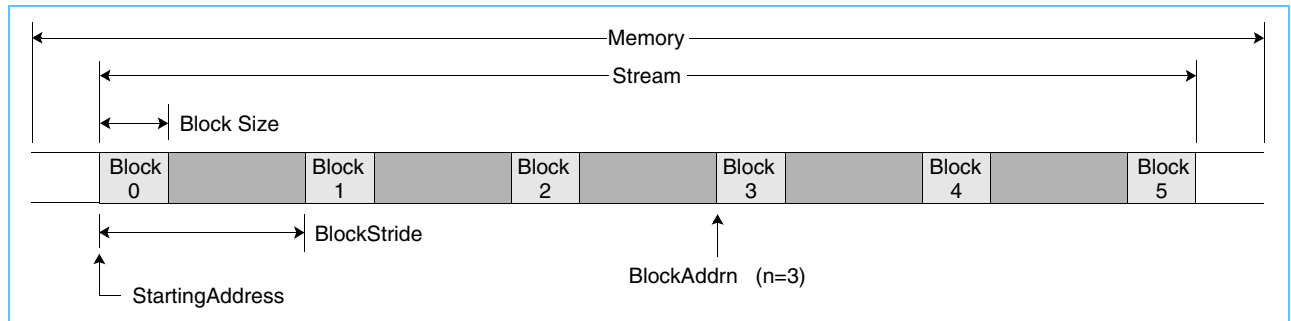 Memory
Stream
Block Size
Block Block Block Block Block Block
0 1 2 3 4 5
BlockStride
BlockAddrn (n=3)
StartingAddress